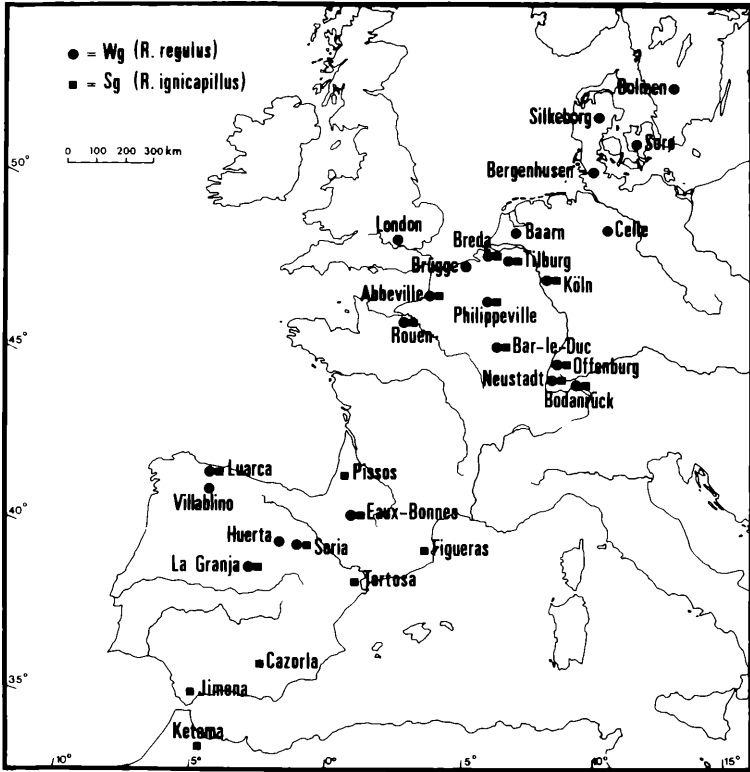 ● = Wg (R. regulus)
■ = Sg (R. ignicapillus)
0 100 200 300 km
50°
45°
40°
35°
10°
5°
0°
5°
10°
15°
Bolmen
Silkeborg
Sorø
Bergenhusen
London
Baarn
Celle
Breda
Brügge
Tilburg
Köln
Abbeville
Philippeville
Rouen
Bar-le-Duc
Offenburg
Neustadt
Bodanrück
Luarca
Pissos
Villablino
Eaux-Bonnes
Huerta
Soria
Figueras
La Granja
Tortosa
Cazorla
Jimena
Ketama